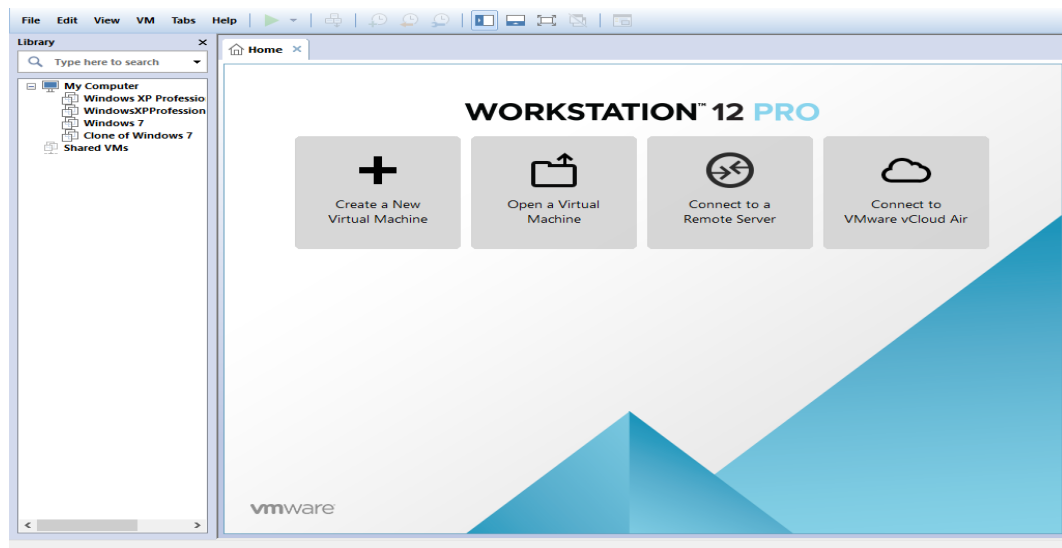 File Edit View VM Tabs Help
Library
Home
Type here to search
My Computer
Windows XP Professio
WindowsXPProfession
Windows 7
Clone of Windows 7
Shared VMs
WORKSTATION™ 12 PRO
Create a New
Virtual Machine
Open a Virtual
Machine
Connect to a
Remote Server
Connect to
VMware vCloud Air
vmware